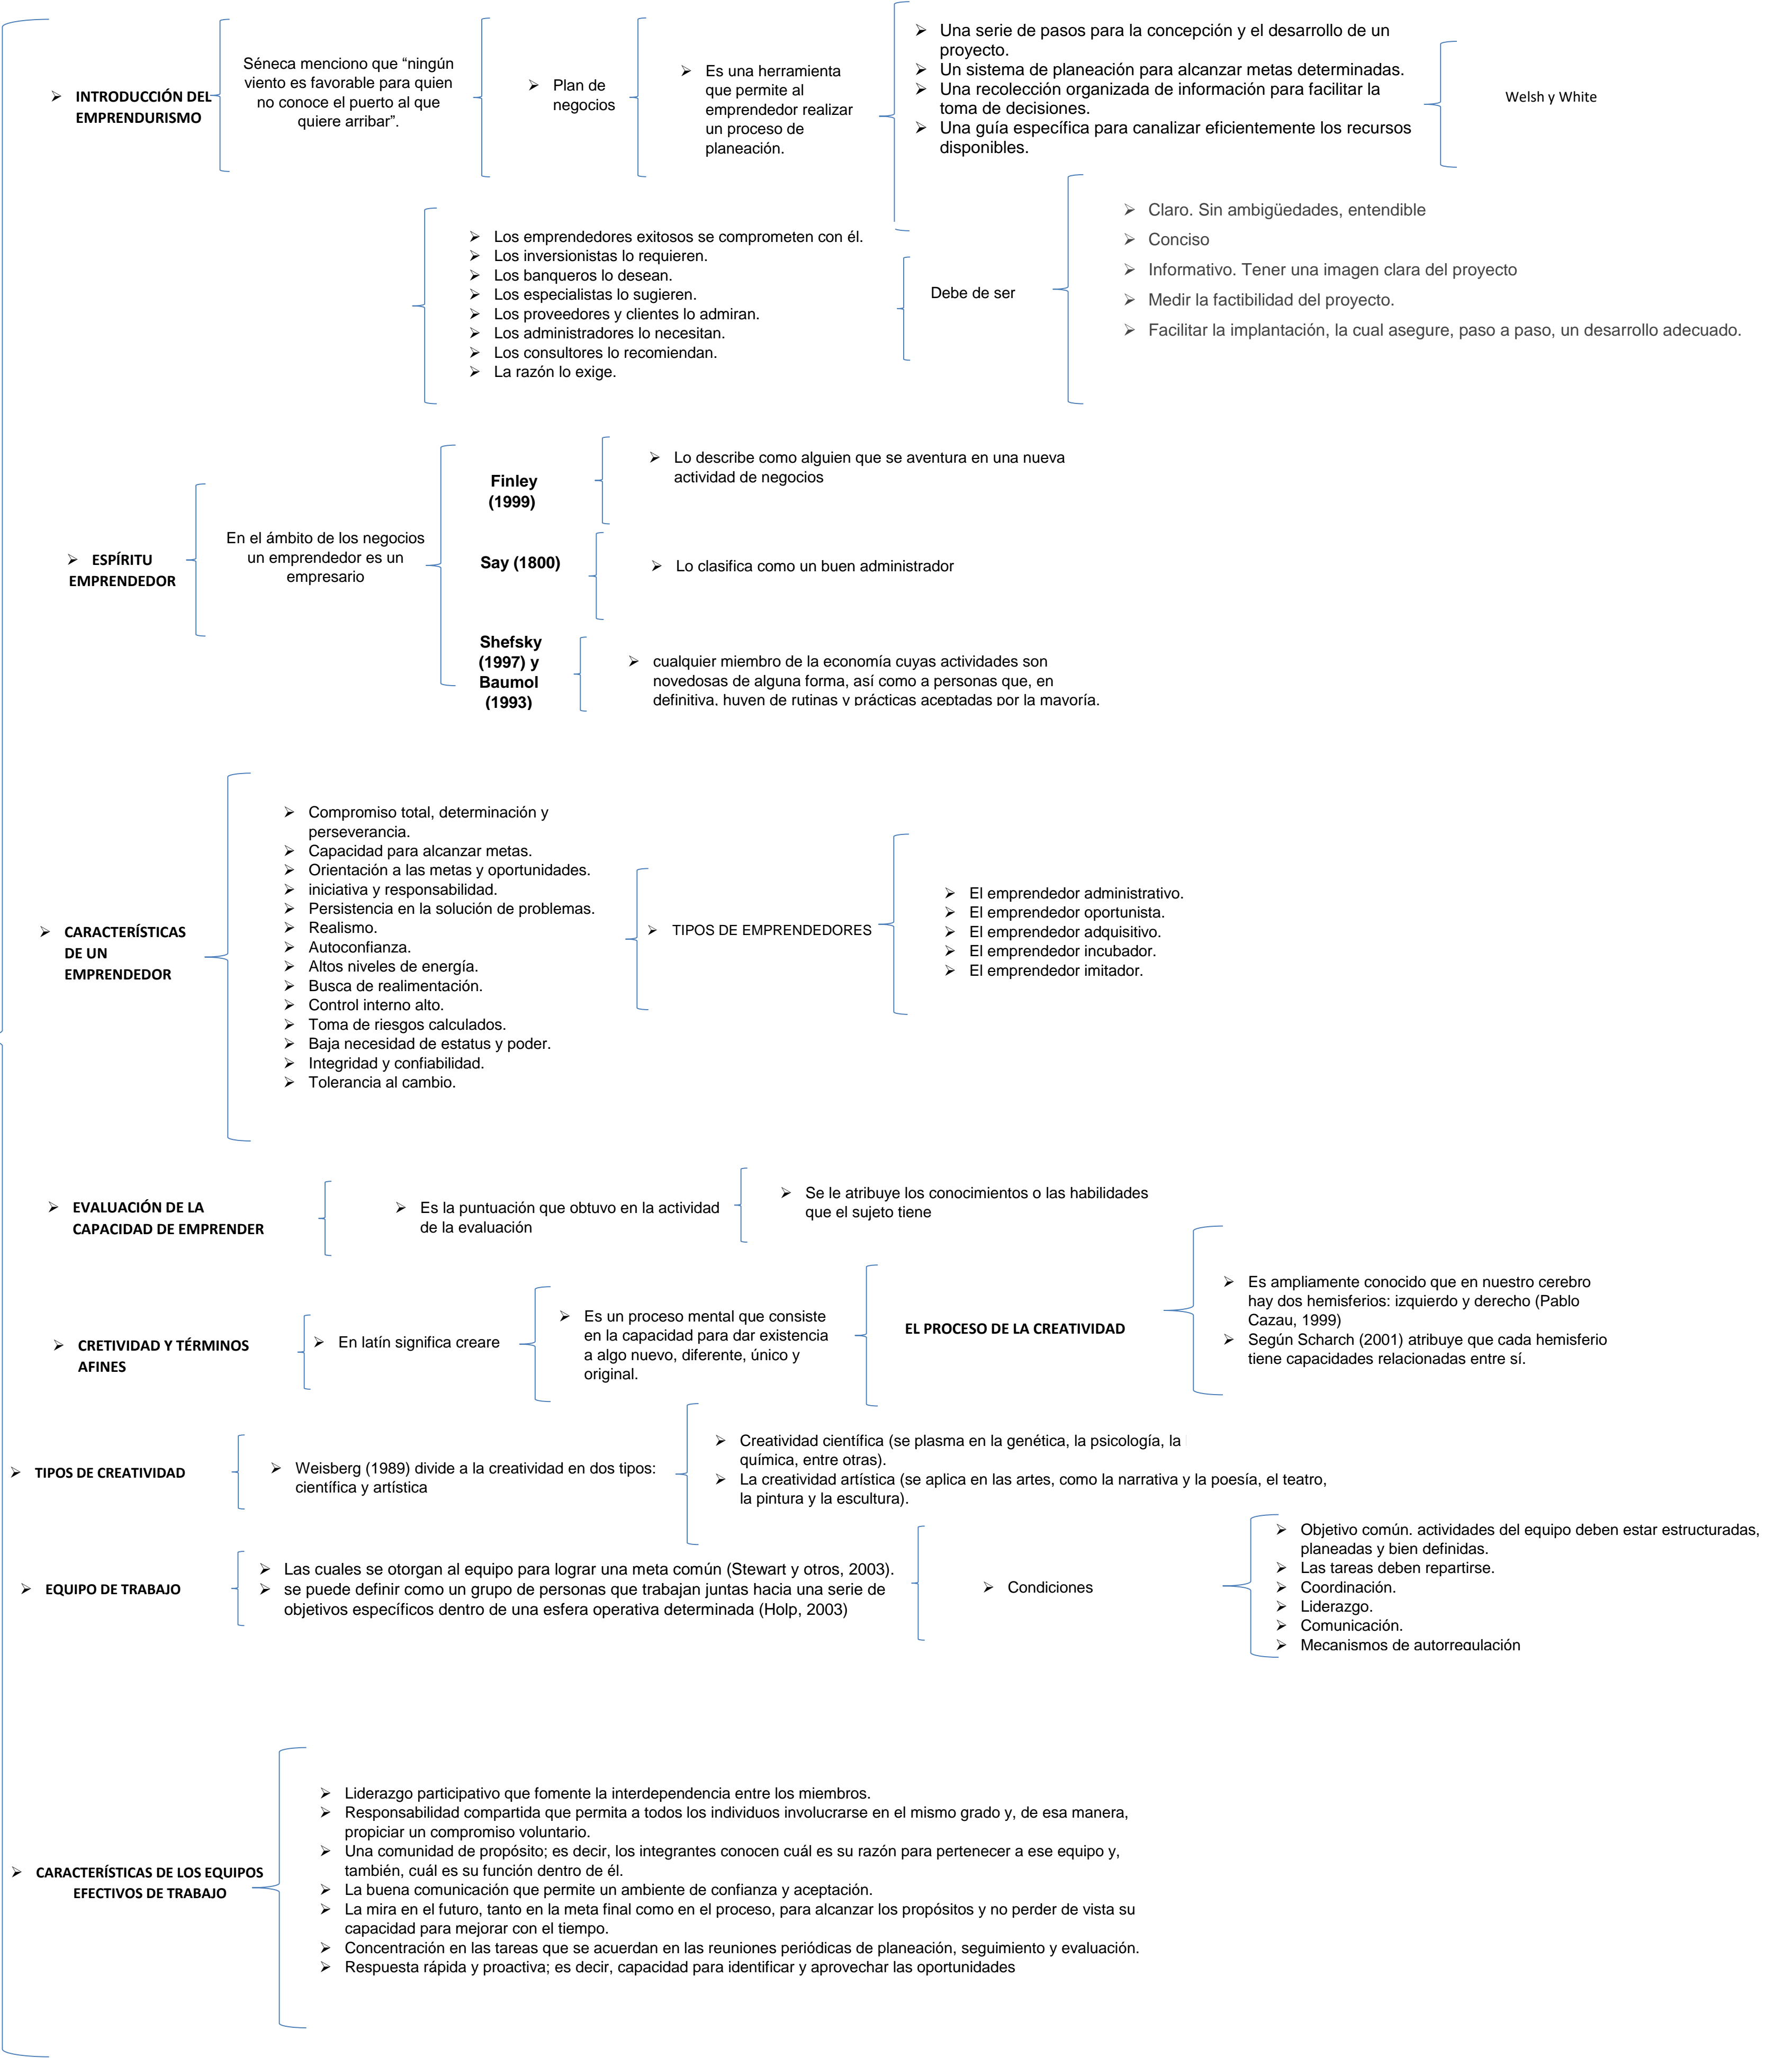 ➢ INTRODUCCIÓN DEL
EMPRENDURISMO
Séneca menciono que “ningún
viento es favorable para quien
no conoce el puerto al que
quiere arribar”.
➢ Plan de
negocios
➢ Es una herramienta
que permite al
emprendedor realizar
un proceso de
planeación.
➢ Una serie de pasos para la concepción y el desarrollo de un
proyecto.
➢ Un sistema de planeación para alcanzar metas determinadas.
➢ Una recolección organizada de información para facilitar la
toma de decisiones.
➢ Una guía específica para canalizar eficientemente los recursos
disponibles.
Welsh y White
➢ Los emprendedores exitosos se comprometen con él.
➢ Los inversionistas lo requieren.
➢ Los banqueros lo desean.
➢ Los especialistas lo sugieren.
➢ Los proveedores y clientes lo admiran.
➢ Los administradores lo necesitan.
➢ Los consultores lo recomiendan.
➢ La razón lo exige.
Debe de ser
➢ Claro. Sin ambigüedades, entendible
➢ Conciso
➢ Informativo. Tener una imagen clara del proyecto
➢ Medir la factibilidad del proyecto.
➢ Facilitar la implantación, la cual asegure, paso a paso, un desarrollo adecuado.
➢ ESPÍRITU
EMPRENDEDOR
En el ámbito de los negocios
un emprendedor es un
empresario
Finley
(1999)
➢ Lo describe como alguien que se aventura en una nueva
actividad de negocios
Say (1800)
➢ Lo clasifica como un buen administrador
Shefsky
(1997) y
Baumol
(1993)
➢ cualquier miembro de la economía cuyas actividades son
novedosas de alguna forma, así como a personas que, en
definitiva, huyen de rutinas y prácticas aceptadas por la mayoría.
➢ CARACTERÍSTICAS
DE UN
EMPRENDEDOR
➢ Compromiso total, determinación y
perseverancia.
➢ Capacidad para alcanzar metas.
➢ Orientación a las metas y oportunidades.
➢ iniciativa y responsabilidad.
➢ Persistencia en la solución de problemas.
➢ Realismo.
➢ Autoconfianza.
➢ Altos niveles de energía.
➢ Busca de realimentación.
➢ Control interno alto.
➢ Toma de riesgos calculados.
➢ Baja necesidad de estatus y poder.
➢ Integridad y confiabilidad.
➢ Tolerancia al cambio.
➢ TIPOS DE EMPRENDEDORES
➢ El emprendedor administrativo.
➢ El emprendedor oportunista.
➢ El emprendedor adquisitivo.
➢ El emprendedor incubador.
➢ El emprendedor imitador.
➢ EVALUACIÓN DE LA
CAPACIDAD DE EMPRENDER
➢ Es la puntuación que obtuvo en la actividad
de la evaluación
➢ Se le atribuye los conocimientos o las habilidades
que el sujeto tiene
➢ CRETIVIDAD Y TÉRMINOS
AFINES
➢ En latín significa creare
➢ Es un proceso mental que consiste
en la capacidad para dar existencia
a algo nuevo, diferente, único y
original.
EL PROCESO DE LA CREATIVIDAD
➢ Es ampliamente conocido que en nuestro cerebro
hay dos hemisferios: izquierdo y derecho (Pablo
Cazau, 1999)
➢ Según Scharch (2001) atribuye que cada hemisferio
tiene capacidades relacionadas entre sí.
➢ TIPOS DE CREATIVIDAD
➢ Weisberg (1989) divide a la creatividad en dos tipos:
científica y artística
➢ Creatividad científica (se plasma en la genética, la psicología, la
química, entre otras).
➢ La creatividad artística (se aplica en las artes, como la narrativa y la poesía, el teatro,
la pintura y la escultura).
➢ EQUIPO DE TRABAJO
➢ Las cuales se otorgan al equipo para lograr una meta común (Stewart y otros, 2003).
➢ se puede definir como un grupo de personas que trabajan juntas hacia una serie de
objetivos específicos dentro de una esfera operativa determinada (Holp, 2003)
➢ Condiciones
➢ Objetivo común. actividades del equipo deben estar estructuradas,
planeadas y bien definidas.
➢ Las tareas deben repartirse.
➢ Coordinación.
➢ Liderazgo.
➢ Comunicación.
➢ Mecanismos de autorregulación
➢ CARACTERÍSTICAS DE LOS EQUIPOS
EFECTIVOS DE TRABAJO
➢ Liderazgo participativo que fomente la interdependencia entre los miembros.
➢ Responsabilidad compartida que permita a todos los individuos involucrarse en el mismo grado y, de esa manera,
propiciar un compromiso voluntario.
➢ Una comunidad de propósito; es decir, los integrantes conocen cuál es su razón para pertenecer a ese equipo y,
también, cuál es su función dentro de él.
➢ La buena comunicación que permite un ambiente de confianza y aceptación.
➢ La mira en el futuro, tanto en la meta final como en el proceso, para alcanzar los propósitos y no perder de vista su
capacidad para mejorar con el tiempo.
➢ Concentración en las tareas que se acuerdan en las reuniones periódicas de planeación, seguimiento y evaluación.
➢ Respuesta rápida y proactiva; es decir, capacidad para identificar y aprovechar las oportunidades